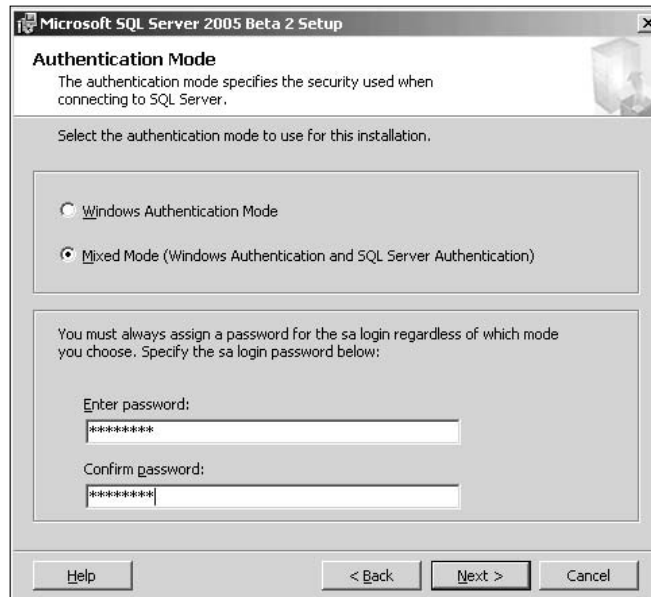 Microsoft SQL Server 2005 Beta 2 Setup
Authentication Mode
The authentication mode specifies the security used when
connecting to SQL Server.
Select the authentication mode to use for this installation.
Windows Authentication Mode
Mixed Mode (Windows Authentication and SQL Server Authentication)
You must always assign a password for the sa login regardless of which mode
you choose. Specify the sa login password below:
Enter password:
********
Confirm password:
********
Help
< Back
Next >
Cancel